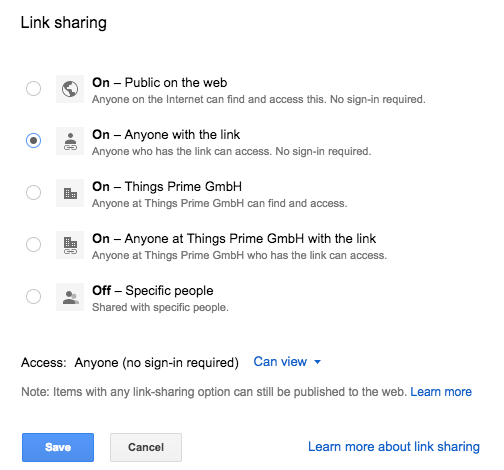 Link sharing
On – Public on the web
Anyone on the Internet can find and access this. No sign-in required.
On – Anyone with the link
Anyone who has the link can access. No sign-in required.
On – Things Prime GmbH
Anyone at Things Prime GmbH can find and access.
On – Anyone at Things Prime GmbH with the link
Anyone at Things Prime GmbH who has the link can access.
Off – Specific people
Shared with specific people.
Access: Anyone (no sign-in required) Can view
Note: Items with any link-sharing option can still be published to the web. Learn more
Save Cancel Learn more about link sharing